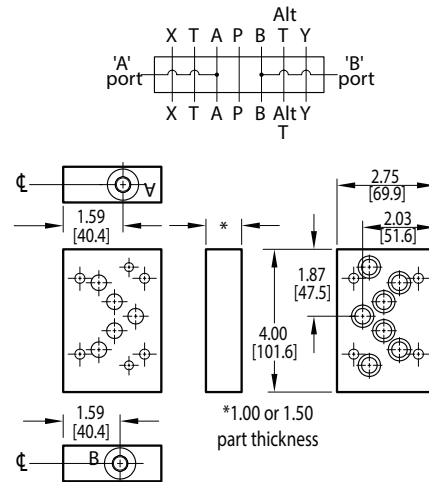 Alt
X T A P B T Y
'A' port
'B' port
X T A P B Alt T Y
℄
A
1.59
[40.4]
*
2.75
[69.9]
2.03
[51.6]
1.87
[47.5]
4.00
[101.6]
1.59
[40.4]
℄
B
*1.00 or 1.50
part thickness